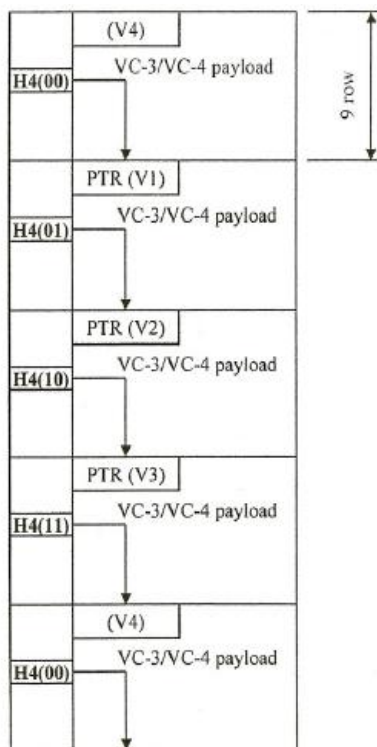 (V4)
VC-3/VC-4 payload
H4(00)
9 row
PTR (V1)
VC-3/VC-4 payload
H4(01)
PTR (V2)
VC-3/VC-4 payload
H4(10)
PTR (V3)
VC-3/VC-4 payload
H4(11)
(V4)
VC-3/VC-4 payload
H4(00)